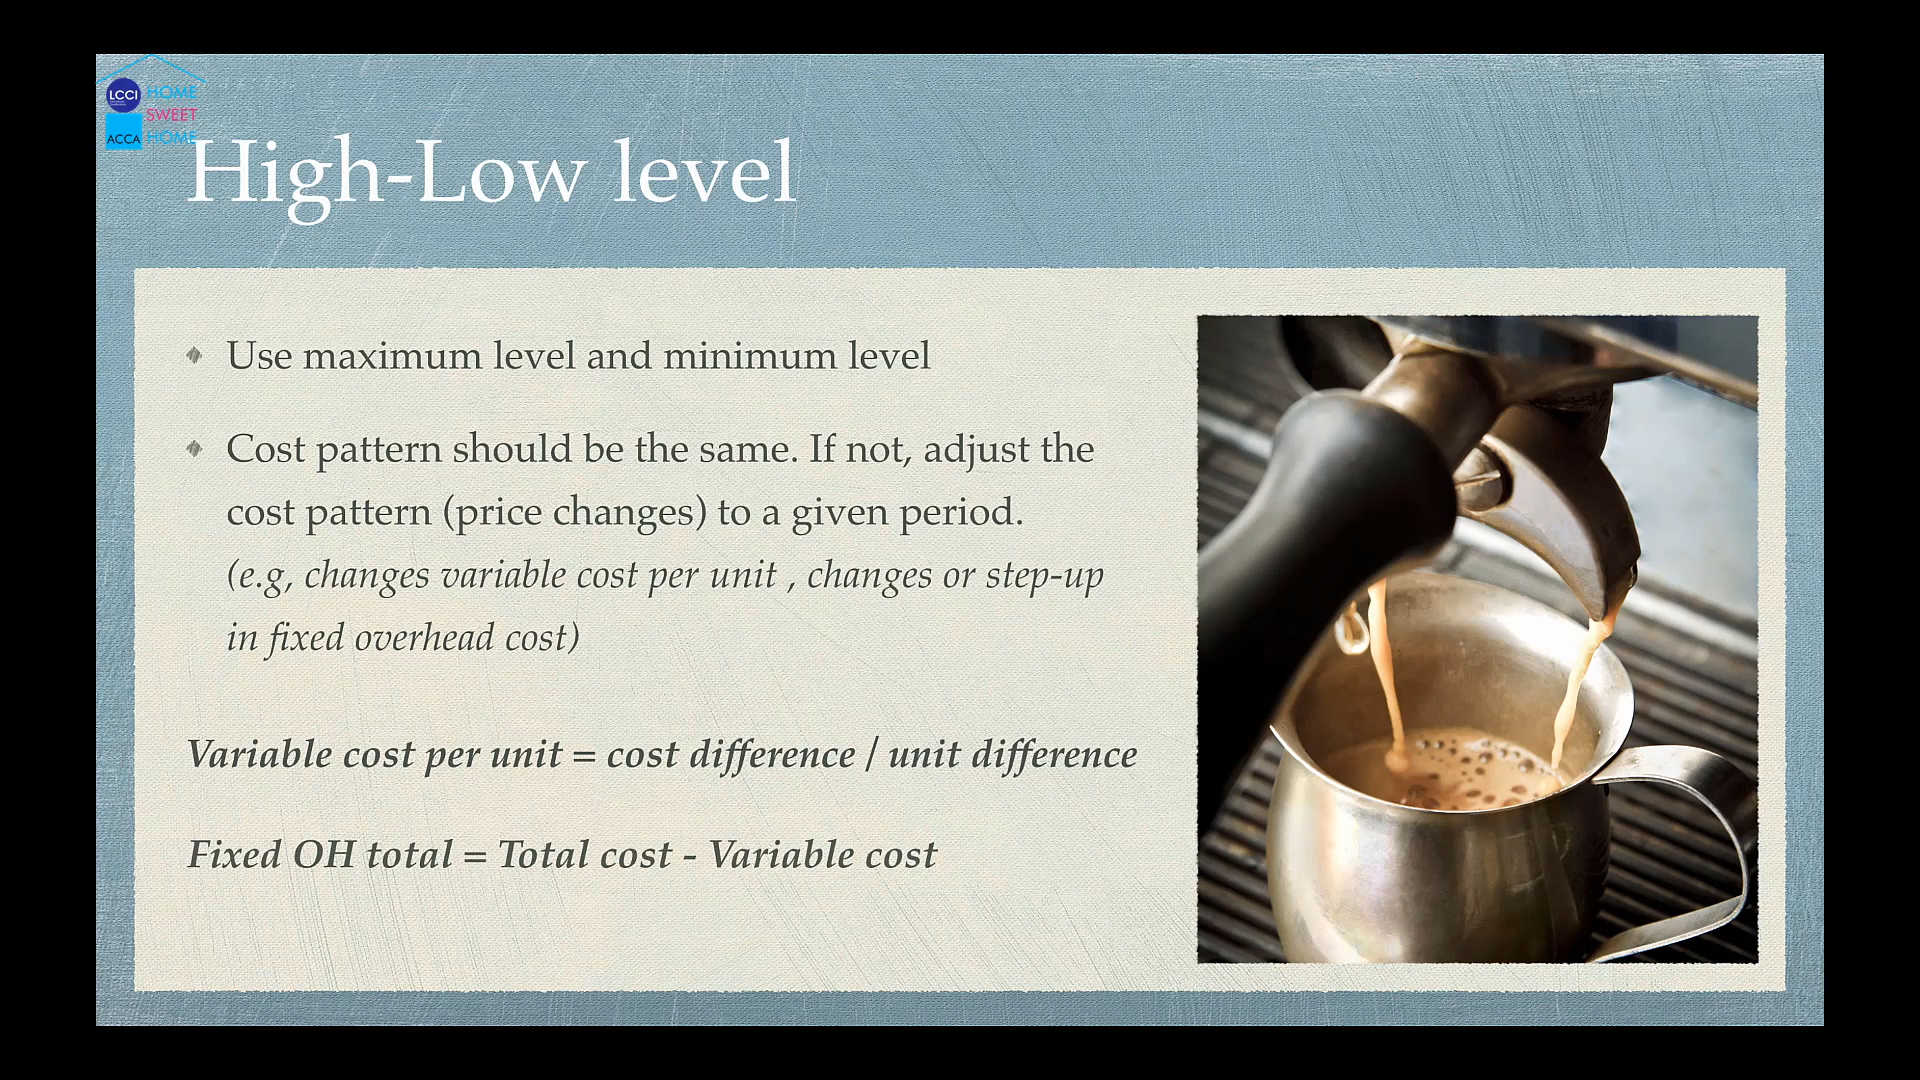 LCCI
HOME
SWEET
ACCA HOME
High-Low level
Use maximum level and minimum level
Cost pattern should be the same. If not, adjust the
cost pattern (price changes) to a given period.
(e.g, changes variable cost per unit , changes or step-up
in fixed overhead cost)
Variable cost per unit = cost difference / unit difference
Fixed OH total = Total cost - Variable cost